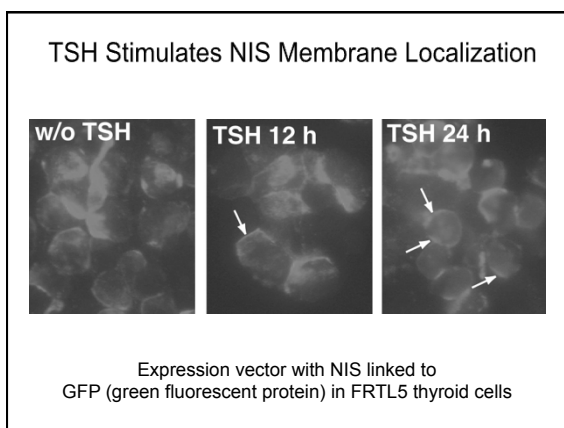 TSH Stimulates NIS Membrane Localization
w/o TSH
TSH 12 h
TSH 24 h
Expression vector with NIS linked to
GFP (green fluorescent protein) in FRTL5 thyroid cells